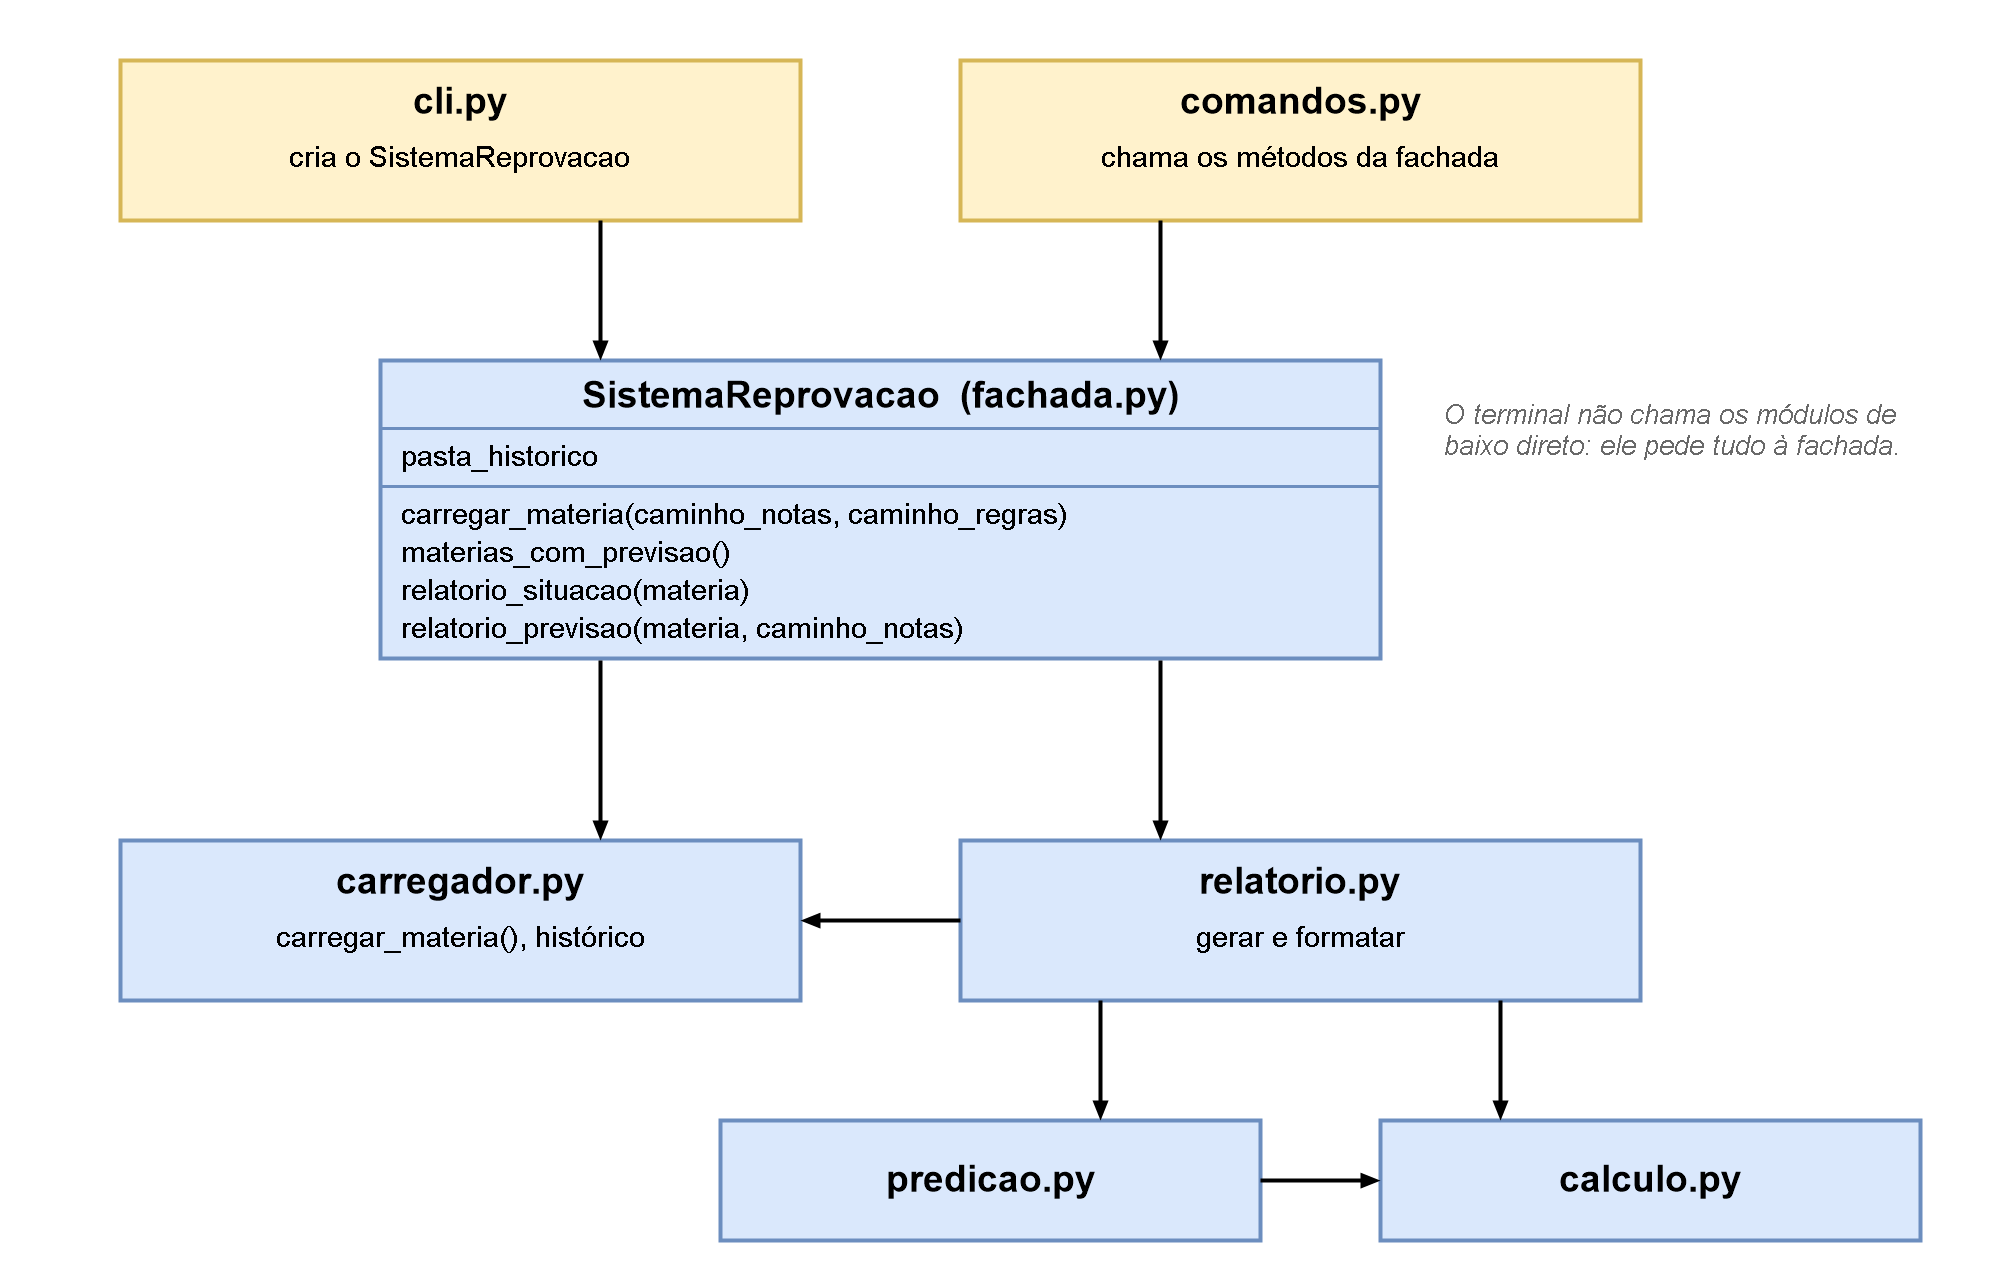 cli.py
cria o SistemaReprovacao
comandos.py
chama os métodos da fachada
SistemaReprovacao  (fachada.py)
pasta_historico
carregar_materia(caminho_notas, caminho_regras)
materias_com_previsao()
relatorio_situacao(materia)
relatorio_previsao(materia, caminho_notas)
O terminal não chama os módulos de
baixo direto: ele pede tudo à fachada.
carregador.py
carregar_materia(), histórico
relatorio.py
gerar e formatar
predicao.py
calculo.py